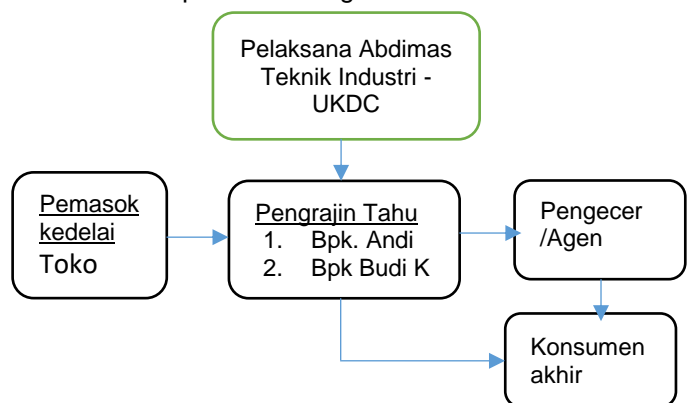 Pelaksana Abdimas
Teknik Industri -
UKDC
Pemasok
kedelai
Toko
Pengrajin Tahu
1. Bpk. Andi
2. Bpk Budi K
Pengecer
/Agen
Konsumen
akhir